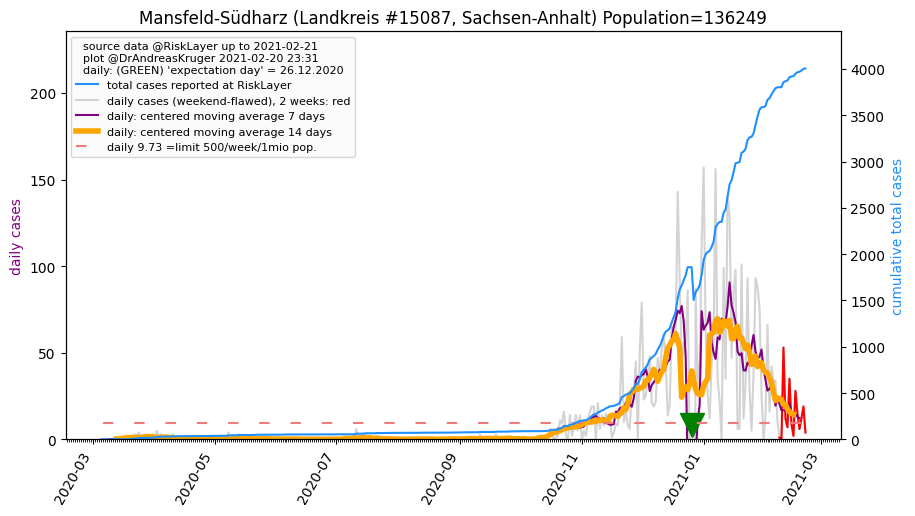 Mansfeld-Südharz (Landkreis #15087, Sachsen-Anhalt) Population=136249
source data @RiskLayer up to 2021-02-21
plot @DrAndreasKruger 2021-02-20 23:31
daily: (GREEN) 'expectation day' = 26.12.2020
total cases reported at RiskLayer
daily cases (weekend-flawed), 2 weeks: red
daily: centered moving average 7 days
daily: centered moving average 14 days
daily 9.73 =limit 500/week/1mio pop.
daily cases
200
150
100
50
0
cumulative total cases
4000
3500
3000
2500
2000
1500
1000
500
0
2020-03
2020-05
2020-07
2020-09
2020-11
2021-01
2021-03